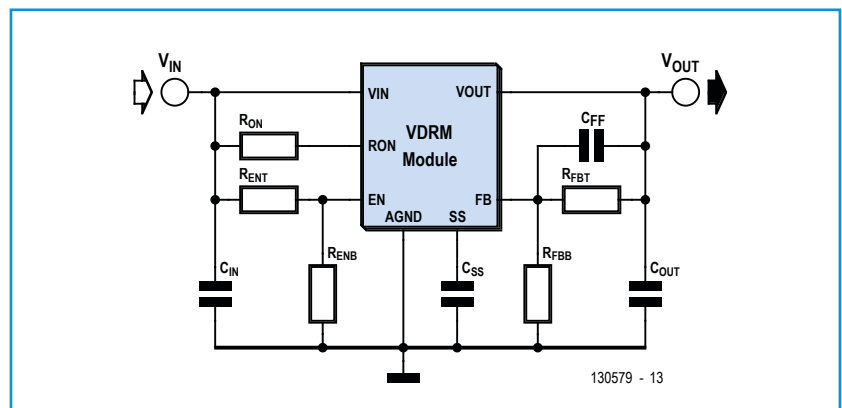 VIN
VOUT
VIN
VOUT
RON
CFF
VDRM
Module
RON
RENT
EN
FB
RFBT
AGND
SS
RENB
CIN
CSS
RFBB
COUT
130579 - 13